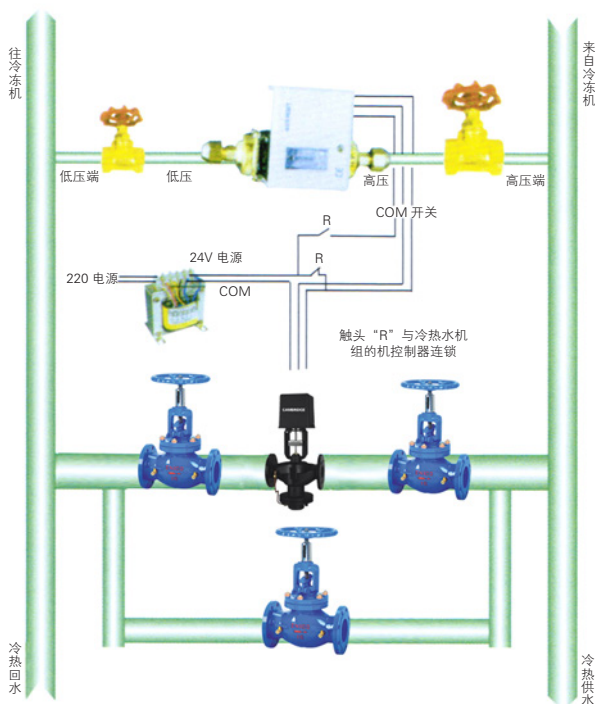 往冷冻机
来自冷冻机
低压端
低压
高压
高压端
COM 开关
R
R
24V 电源
220 电源
COM
触头“R”与冷热水机
组的机控制器连锁
冷热回水
冷热供水